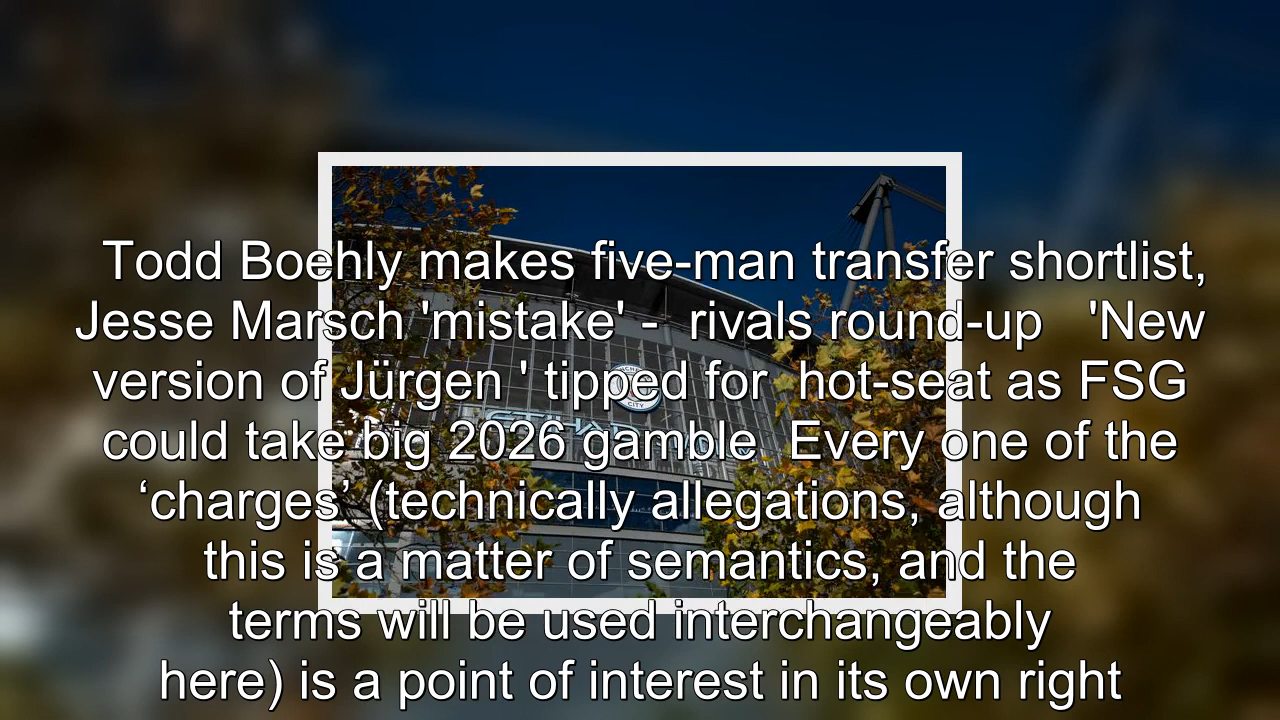 Todd Boehly makes five-man transfer shortlist,
Jesse Marsch 'mistake' -  rivals round-up   'New
version of Jürgen ' tipped for  hot-seat as FSG
could take big 2026 gamble  Every one of the
‘charges’ (technically allegations, although
this is a matter of semantics, and the
terms will be used interchangeably
here) is a point of interest in its own right
CITY